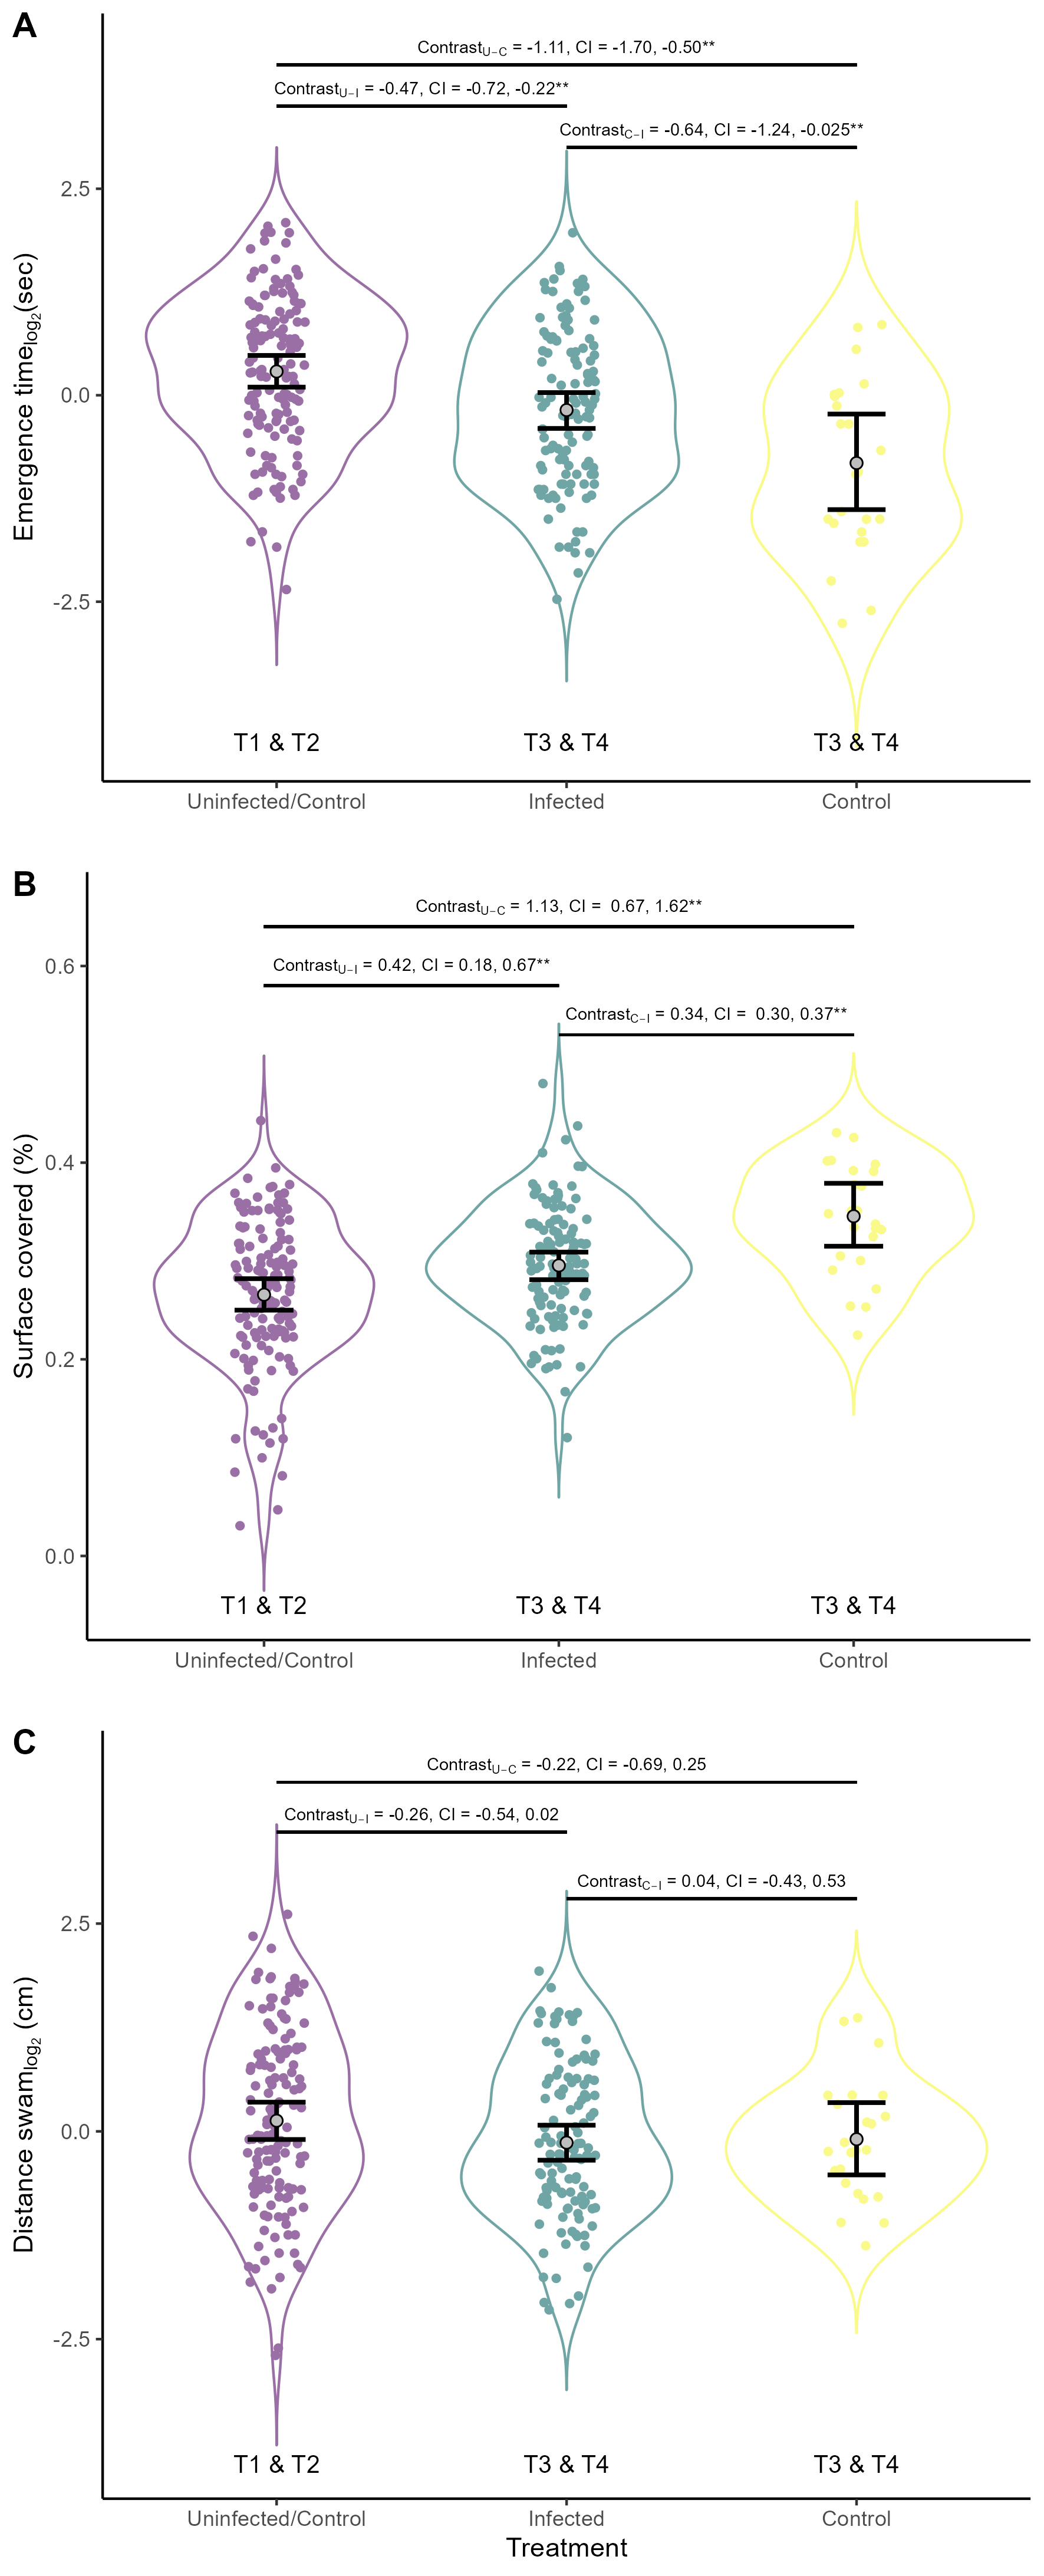 A
Contrast_U−C = -1.11, CI = -1.70, -0.50**
Contrast_U−I = -0.47, CI = -0.72, -0.22**
Contrast_C−I = -0.64, CI = -1.24, -0.025**
2.5
0.0
-2.5
Emergence time_log2(sec)
T1 & T2 T3 & T4 T3 & T4
Uninfected/Control Infected Control
B
Contrast_U−C = 1.13, CI =  0.67, 1.62**
Contrast_U−I = 0.42, CI = 0.18, 0.67**
Contrast_C−I = 0.34, CI =  0.30, 0.37**
0.6
0.4
0.2
0.0
Surface covered (%)
T1 & T2 T3 & T4 T3 & T4
Uninfected/Control Infected Control
C
Contrast_U−C = -0.22, CI = -0.69, 0.25
Contrast_U−I = -0.26, CI = -0.54, 0.02
Contrast_C−I = 0.04, CI = -0.43, 0.53
2.5
0.0
-2.5
Distance swam_log2 (cm)
T1 & T2 T3 & T4 T3 & T4
Uninfected/Control Infected Control
Treatment